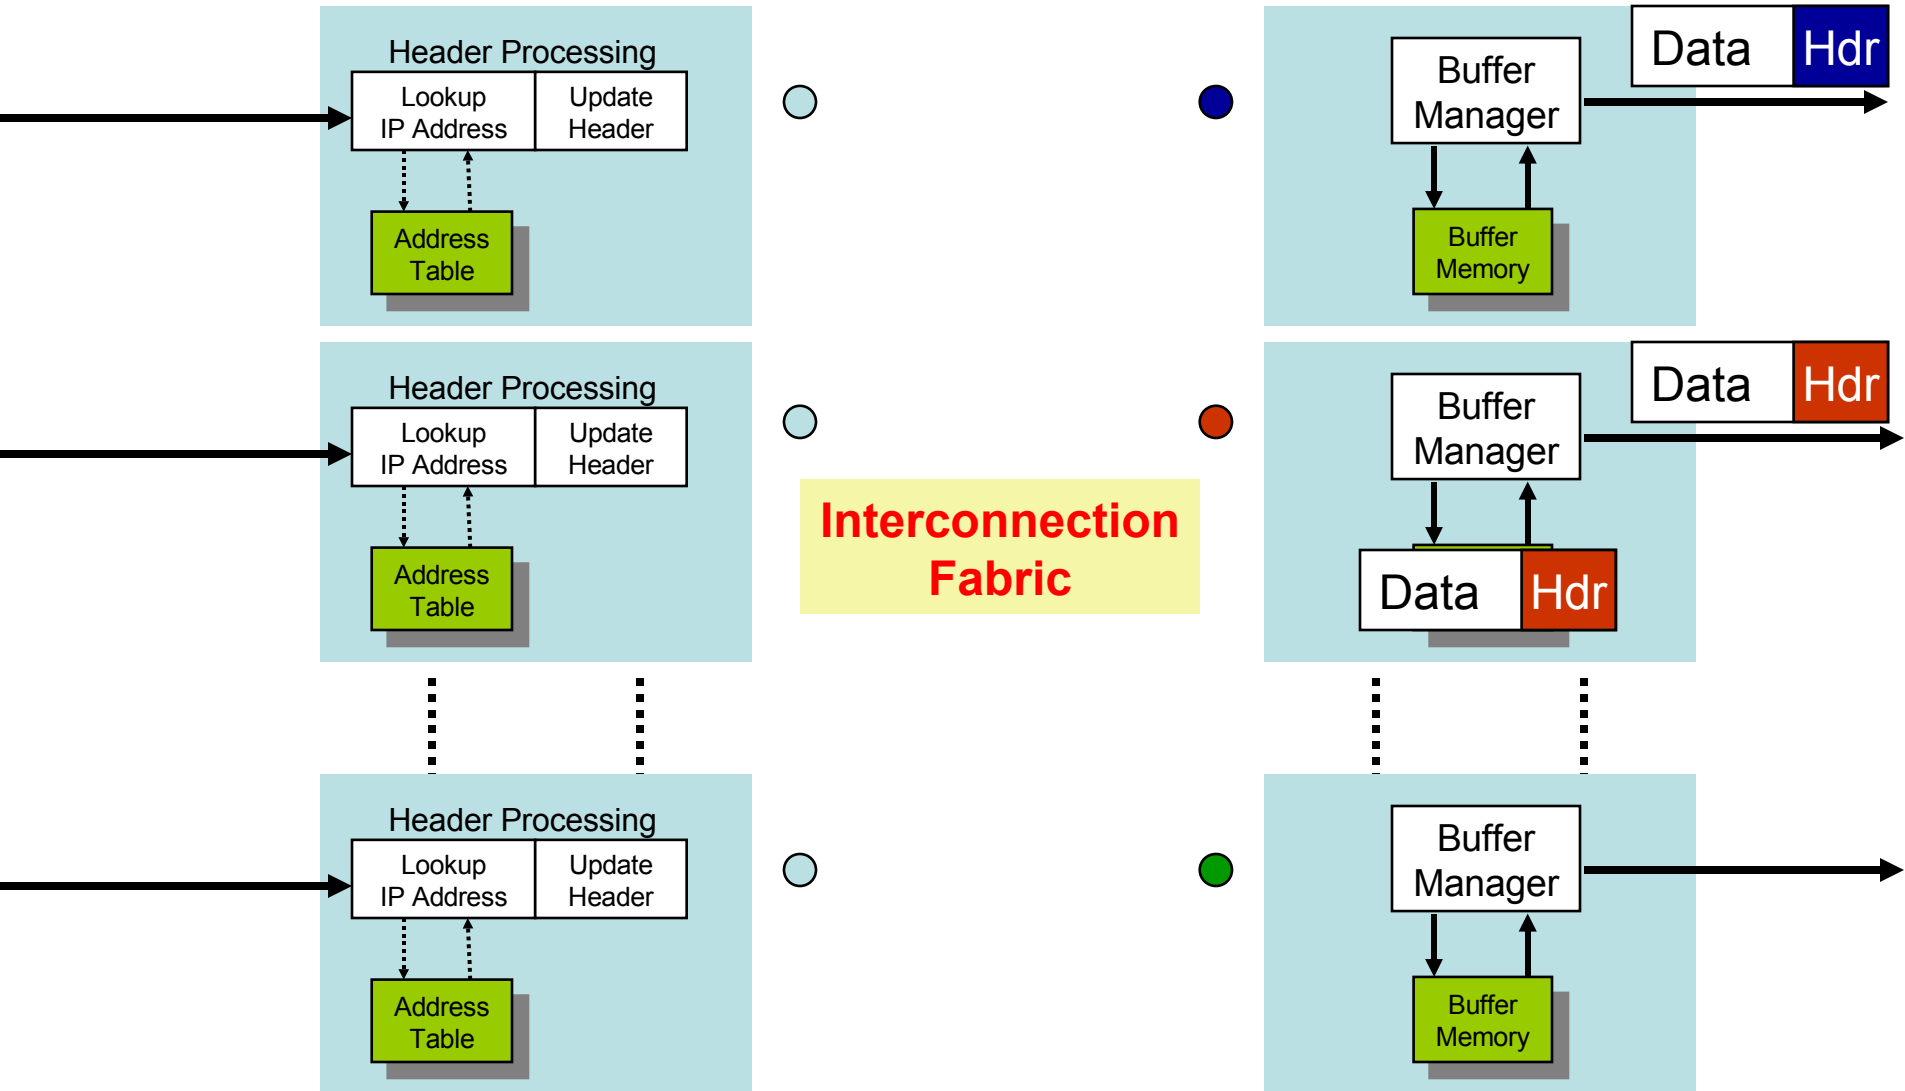 Header Processing
Lookup
IP Address
Update
Header
Address
Table
Buffer
Manager
Buffer
Memory
Data Hdr
Header Processing
Lookup
IP Address
Update
Header
Address
Table
Interconnection
Fabric
Buffer
Manager
Data Hdr
Data Hdr
Header Processing
Lookup
IP Address
Update
Header
Address
Table
Buffer
Manager
Buffer
Memory